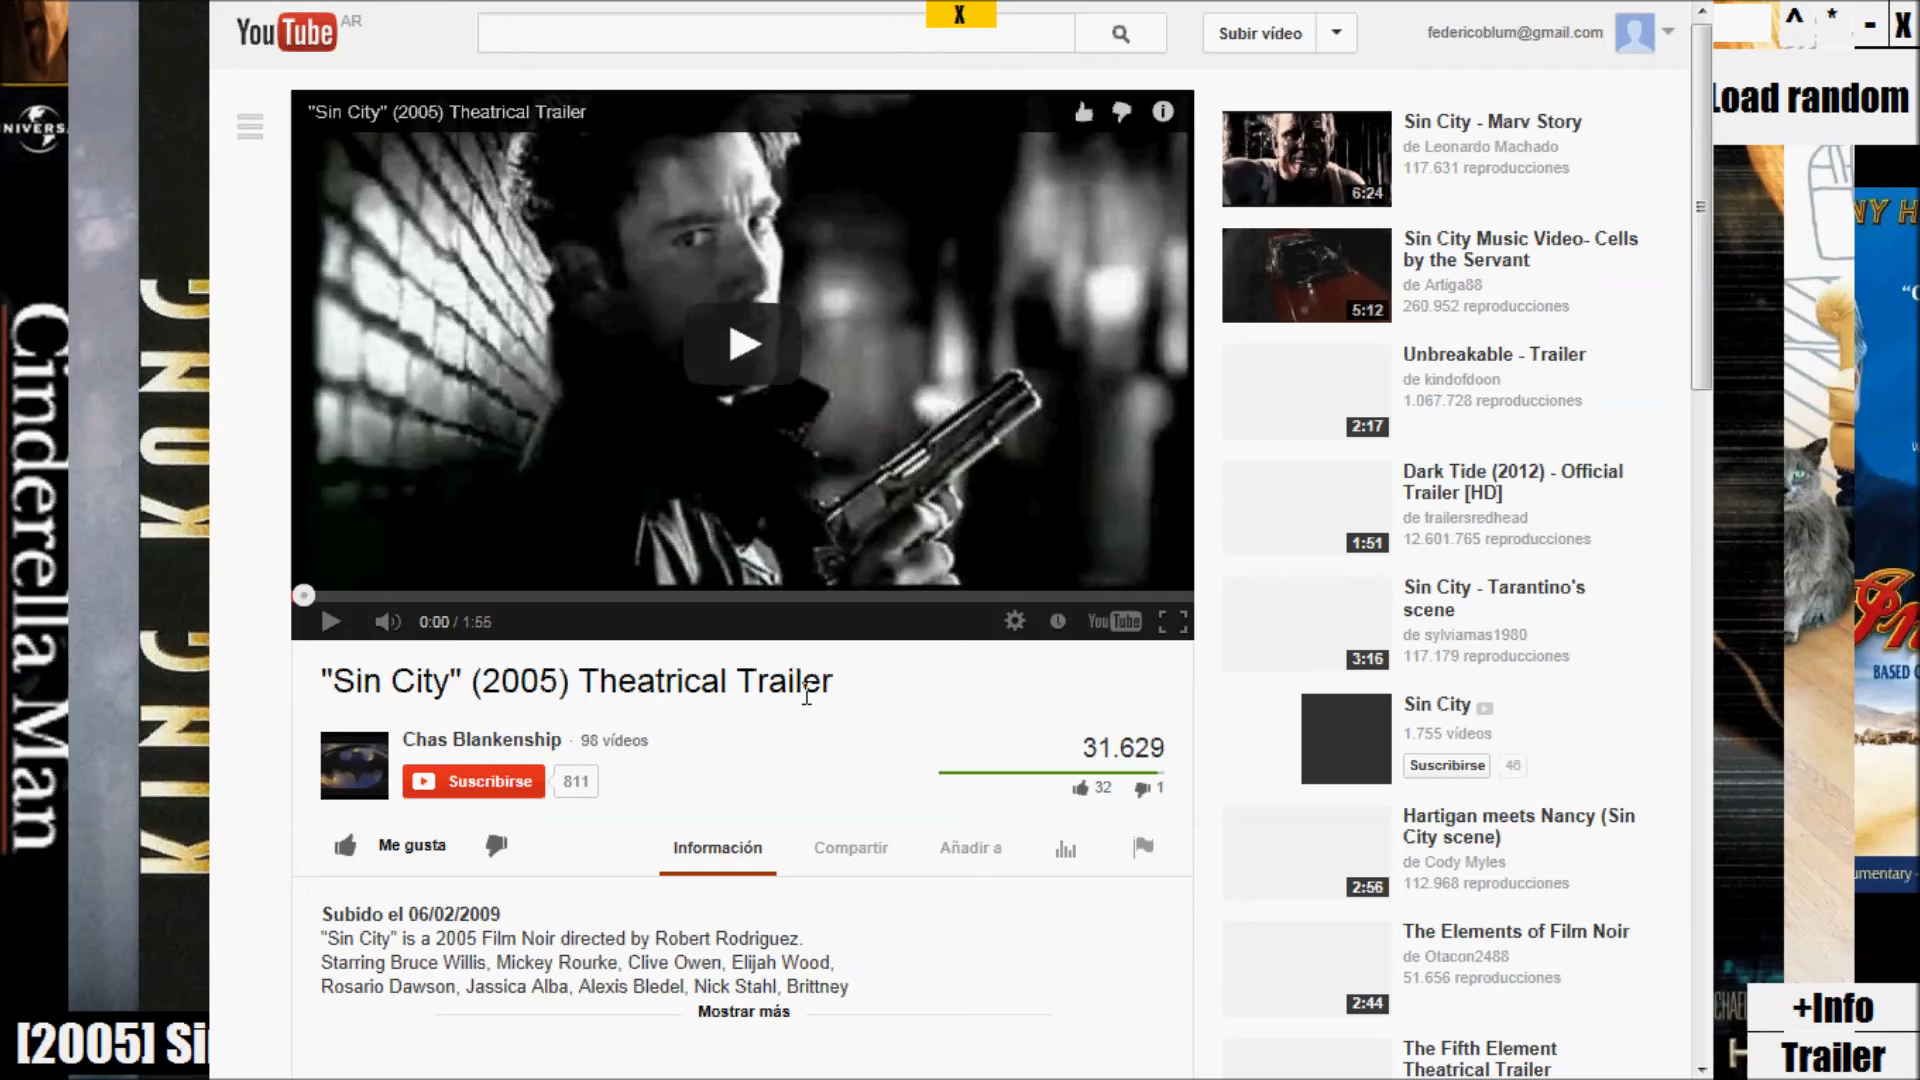 YouTube AR
X
Subir vídeo
federicoblum@gmail.com
^ * - X
Load random
"Sin City" (2005) Theatrical Trailer
0:00 / 1:55
YouTube
"Sin City" (2005) Theatrical Trailer
Chas Blankenship · 98 vídeos
Suscribirse 811
31.629
32 1
Me gusta
Información Compartir Añadir a
Subido el 06/02/2009
"Sin City" is a 2005 Film Noir directed by Robert Rodriguez.
Starring Bruce Willis, Mickey Rourke, Clive Owen, Elijah Wood,
Rosario Dawson, Jassica Alba, Alexis Bledel, Nick Stahl, Brittney
Mostrar más
6:24
Sin City - Marv Story
de Leonardo Machado
117.631 reproducciones
5:12
Sin City Music Video- Cells
by the Servant
de Artiga88
260.952 reproducciones
2:17
Unbreakable - Trailer
de kindofdoon
1.067.728 reproducciones
1:51
Dark Tide (2012) - Official
Trailer [HD]
de trailersredhead
12.601.765 reproducciones
3:16
Sin City - Tarantino's
scene
de sylviamas1980
117.179 reproducciones
Sin City
1.755 vídeos
Suscribirse 46
2:56
Hartigan meets Nancy (Sin
City scene)
de Cody Myles
112.968 reproducciones
2:44
The Elements of Film Noir
de Otacon2488
51.656 reproducciones
The Fifth Element
Theatrical Trailer
NIVERS
Cinderella Man
KING KONG
[2005] Si
NY H
BASED
umentary
+Info
Trailer